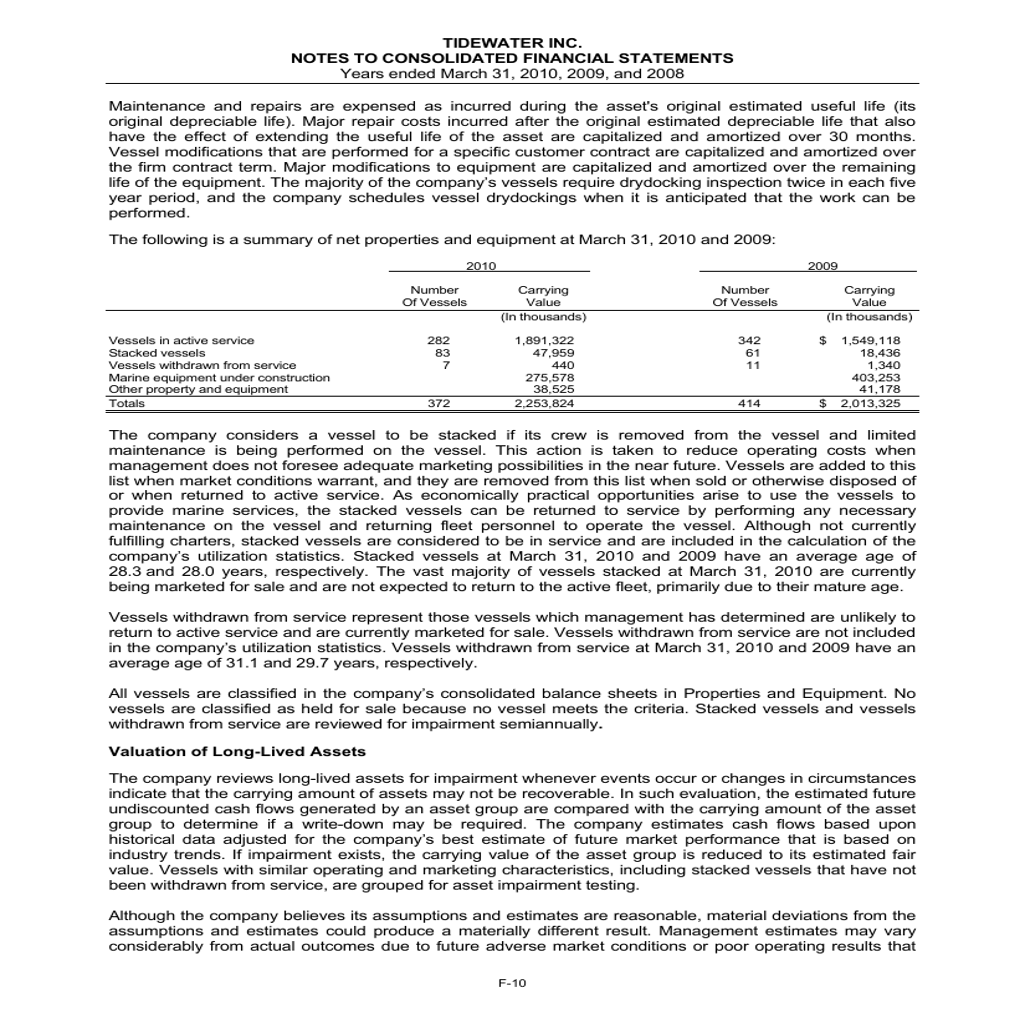 TIDEWATER INC.
NOTES TO CONSOLIDATED FINANCIAL STATEMENTS
Years ended March 31, 2010, 2009, and 2008
Maintenance and repairs are expensed as incurred during the asset's original estimated useful life (its
original depreciable life). Major repair costs incurred after the original estimated depreciable life that also
have the effect of extending the useful life of the asset are capitalized and amortized over 30 months.
Vessel modifications that are performed for a specific customer contract are capitalized and amortized over
the firm contract term. Major modifications to equipment are capitalized and amortized over the remaining
life of the equipment. The majority of the company's vessels require drydocking inspection twice in each five
year period, and the company schedules vessel drydockings when it is anticipated that the work can be
performed.
The following is a summary of net properties and equipment at March 31, 2010 and 2009:
2010 2009
Number Carrying Number Carrying
Of Vessels Value Of Vessels Value
(In thousands) (In thousands)
Vessels in active service 282 1,891,322 342 $ 1,549,118
Stacked vessels 83 47,959 61 18,436
Vessels withdrawn from service 7 440 11 1,340
Marine equipment under construction 275,578 403,253
Other property and equipment 38,525 41,178
Totals 372 2,253,824 414 $ 2,013,325
The company considers a vessel to be stacked if its crew is removed from the vessel and limited
maintenance is being performed on the vessel. This action is taken to reduce operating costs when
management does not foresee adequate marketing possibilities in the near future. Vessels are added to this
list when market conditions warrant, and they are removed from this list when sold or otherwise disposed of
or when returned to active service. As economically practical opportunities arise to use the vessels to
provide marine services, the stacked vessels can be returned to service by performing any necessary
maintenance on the vessel and returning fleet personnel to operate the vessel. Although not currently
fulfilling charters, stacked vessels are considered to be in service and are included in the calculation of the
company's utilization statistics. Stacked vessels at March 31, 2010 and 2009 have an average age of
28.3 and 28.0 years, respectively. The vast majority of vessels stacked at March 31, 2010 are currently
being marketed for sale and are not expected to return to the active fleet, primarily due to their mature age.
Vessels withdrawn from service represent those vessels which management has determined are unlikely to
return to active service and are currently marketed for sale. Vessels withdrawn from service are not included
in the company's utilization statistics. Vessels withdrawn from service at March 31, 2010 and 2009 have an
average age of 31.1 and 29.7 years, respectively.
All vessels are classified in the company's consolidated balance sheets in Properties and Equipment. No
vessels are classified as held for sale because no vessel meets the criteria. Stacked vessels and vessels
withdrawn from service are reviewed for impairment semiannually.
Valuation of Long-Lived Assets
The company reviews long-lived assets for impairment whenever events occur or changes in circumstances
indicate that the carrying amount of assets may not be recoverable. In such evaluation, the estimated future
undiscounted cash flows generated by an asset group are compared with the carrying amount of the asset
group to determine if a write-down may be required. The company estimates cash flows based upon
historical data adjusted for the company's best estimate of future market performance that is based on
industry trends. If impairment exists, the carrying value of the asset group is reduced to its estimated fair
value. Vessels with similar operating and marketing characteristics, including stacked vessels that have not
been withdrawn from service, are grouped for asset impairment testing.
Although the company believes its assumptions and estimates are reasonable, material deviations from the
assumptions and estimates could produce a materially different result. Management estimates may vary
considerably from actual outcomes due to future adverse market conditions or poor operating results that
F-10